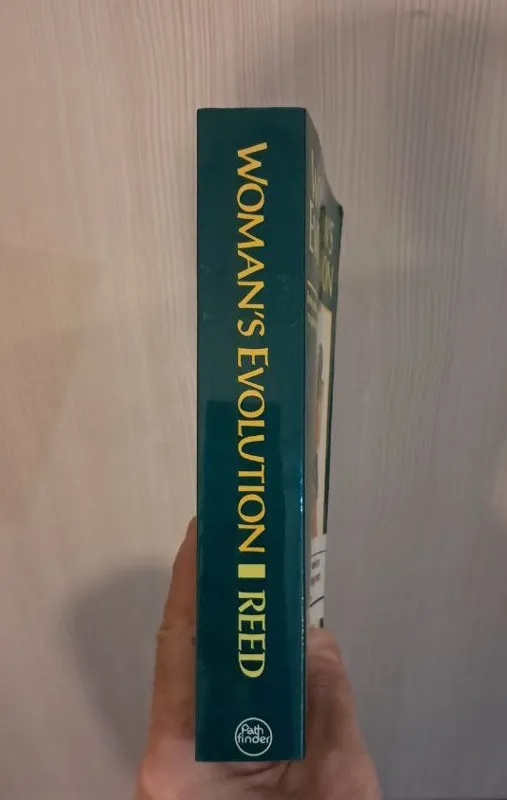 WOMAN'S EVOLUTION REED
Path
finder